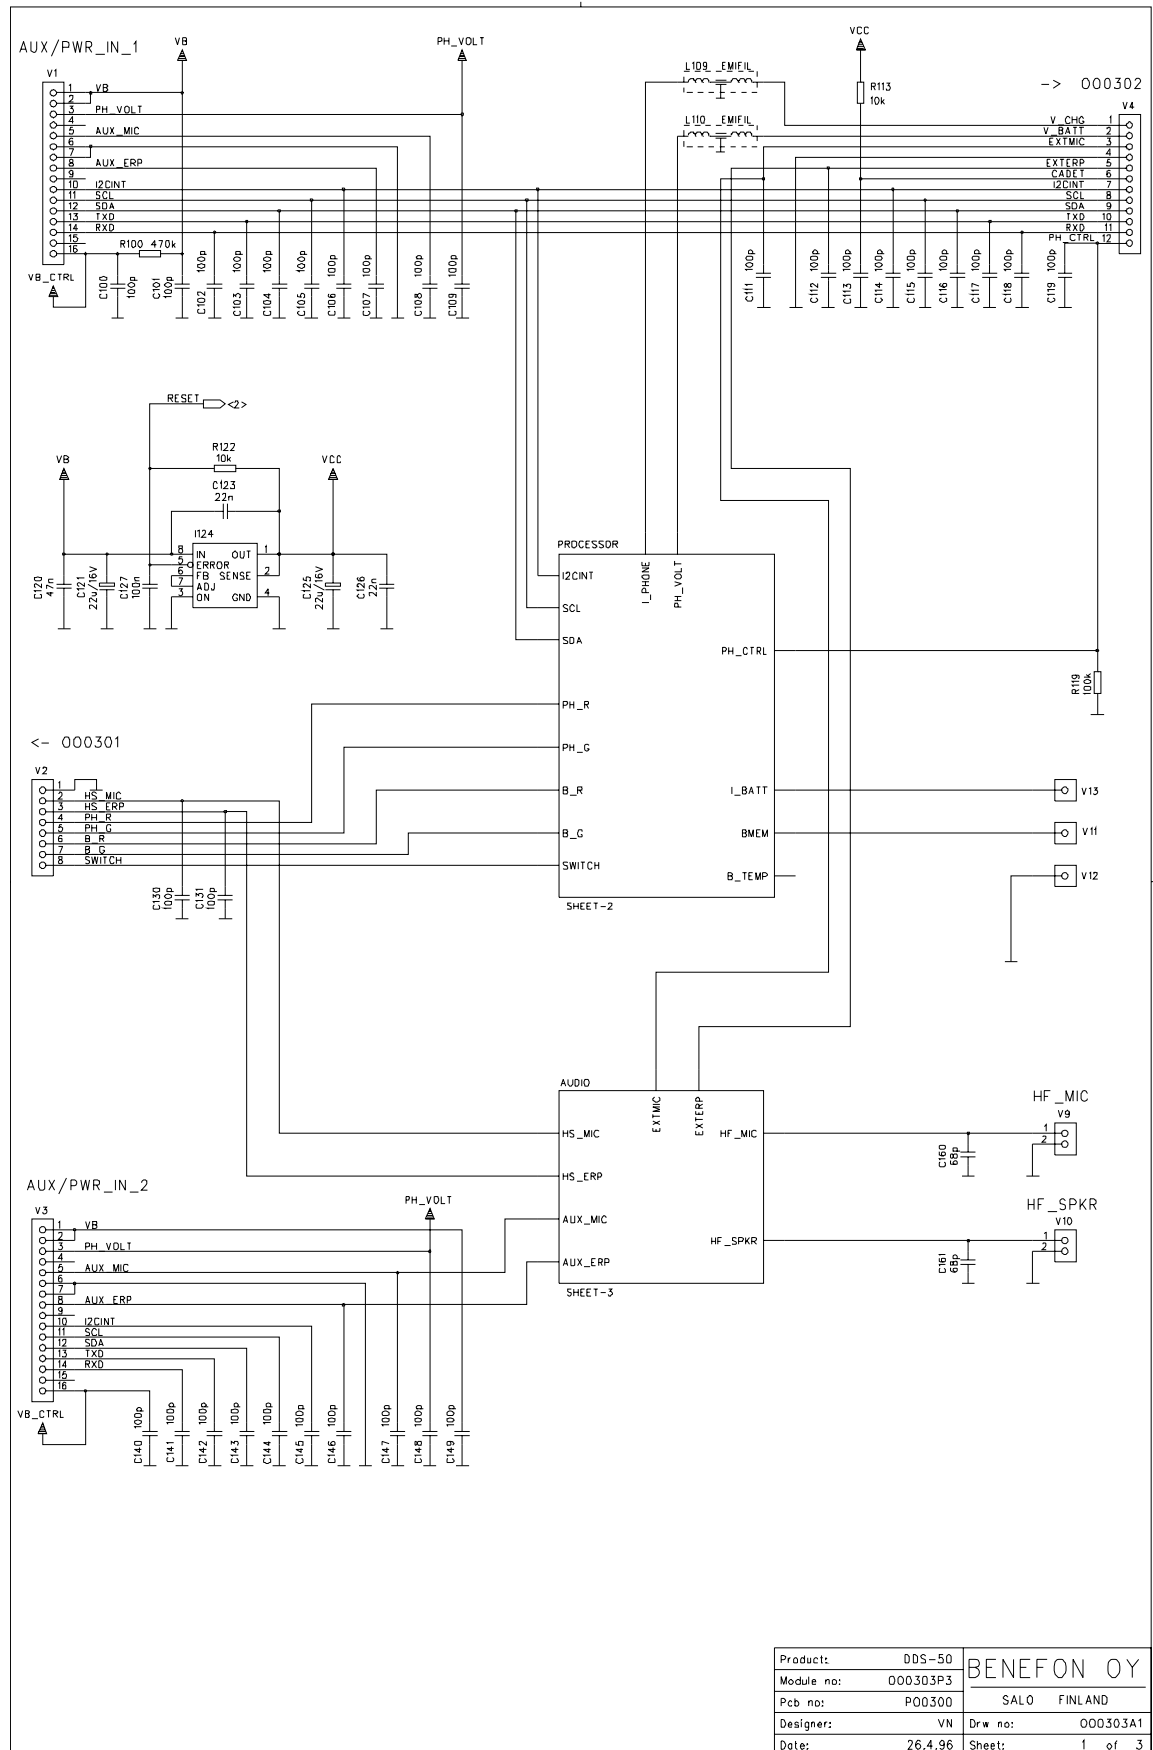 AUX/PWR_IN_1
VB
PH_VOLT
VCC
V1
1 VB
2
3 PH_VOLT
4
5 AUX_MIC
6
7
8 AUX_ERP
9
10 I2CINT
11 SCL
12 SDA
13 TXD
14 RXD
15
16
R100 470k
VB_CTRL
C100 100p
C101 100p
C102 100p
C103 100p
C104 100p
C105 100p
C106 100p
C107 100p
C108 100p
C109 100p
L109 EMIFIL
L110 EMIFIL
R113
10k
-> 000302
V4
V_CHG 1
V_BATT 2
EXTMIC 3
4
EXTERP 5
CADET 6
I2CINT 7
SCL 8
SDA 9
TXD 10
RXD 11
PH_CTRL 12
C111 100p
C112 100p
C113 100p
C114 100p
C115 100p
C116 100p
C117 100p
C118 100p
C119 100p
RESET <2>
R122
10k
C123
22n
VB
VCC
I124
8 IN OUT 1
5 ERROR
6 FB SENSE 2
7 ADJ
3 ON GND 4
C120 47n
C121 22u/16V
C127 100n
C125 22u/16V
C126 22n
PROCESSOR
I2CINT
SCL
SDA
PH_R
PH_G
B_R
B_G
SWITCH
I_PHONE
PH_VOLT
PH_CTRL
I_BATT
BMEM
B_TEMP
SHEET-2
R119
100k
V13
V11
V12
<- 000301
V2
1
2 HS_MIC
3 HS_ERP
4 PH_R
5 PH_G
6 B_R
7 B_G
8 SWITCH
C130 100p
C131 100p
AUDIO
EXTMIC
EXTERP
HS_MIC
HS_ERP
AUX_MIC
AUX_ERP
HF_MIC
HF_SPKR
SHEET-3
HF_MIC
V9
1
2
C160 68p
HF_SPKR
V10
1
2
C161 68p
AUX/PWR_IN_2
V3
PH_VOLT
1 VB
2
3 PH_VOLT
4
5 AUX_MIC
6
7
8 AUX_ERP
9
10 I2CINT
11 SCL
12 SDA
13 TXD
14 RXD
15
16
VB_CTRL
C140 100p
C141 100p
C142 100p
C143 100p
C144 100p
C145 100p
C146 100p
C147 100p
C148 100p
C149 100p
Product: DDS-50
Module no: 000303P3
Pcb no: P00300
Designer: VN
Date: 26.4.96
BENEFON OY
SALO FINLAND
Drw no: 000303A1
Sheet: 1 of 3